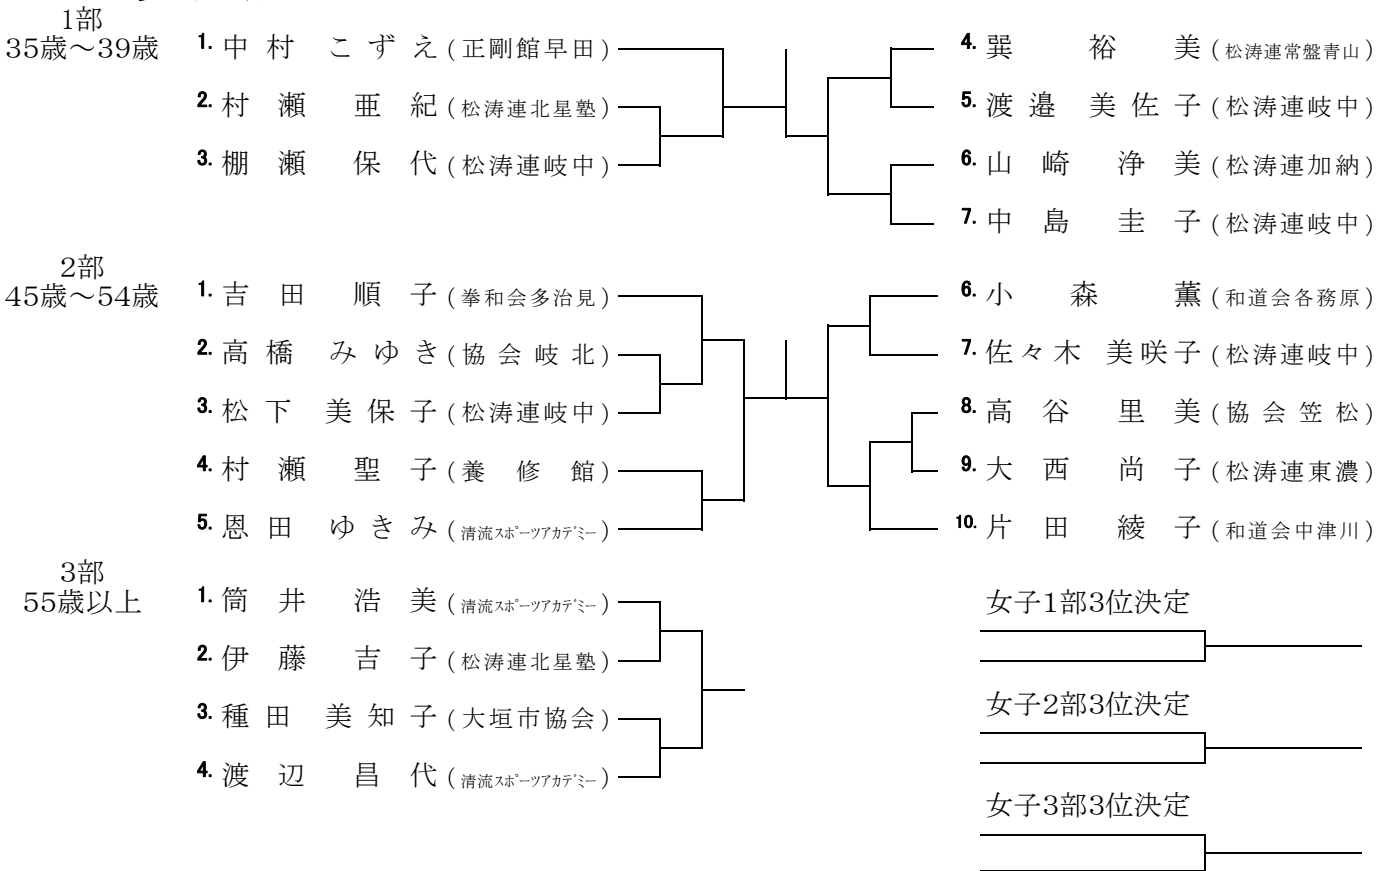 1部
35歳～39歳
1. 中村 こずえ (正剛館早田)
2. 村瀬 亜紀 (松涛連北星塾)
3. 棚瀬 保代 (松涛連岐中)
4. 巽 裕美 (松涛連常盤青山)
5. 渡邉 美佐子 (松涛連岐中)
6. 山崎 浄美 (松涛連加納)
7. 中島 圭子 (松涛連岐中)
2部
45歳～54歳
1. 吉田 順子 (拳和会多治見)
2. 高橋 みゆき (協会岐北)
3. 松下 美保子 (松涛連岐中)
4. 村瀬 聖子 (養修館)
5. 恩田 ゆきみ (清流スポーツアカデミー)
6. 小森 薫 (和道会各務原)
7. 佐々木 美咲子 (松涛連岐中)
8. 高谷 里美 (協会笠松)
9. 大西 尚子 (松涛連東濃)
10. 片田 綾子 (和道会中津川)
3部
55歳以上
1. 筒井 浩美 (清流スポーツアカデミー)
2. 伊藤 吉子 (松涛連北星塾)
3. 種田 美知子 (大垣市協会)
4. 渡辺 昌代 (清流スポーツアカデミー)
女子1部3位決定
女子2部3位決定
女子3部3位決定